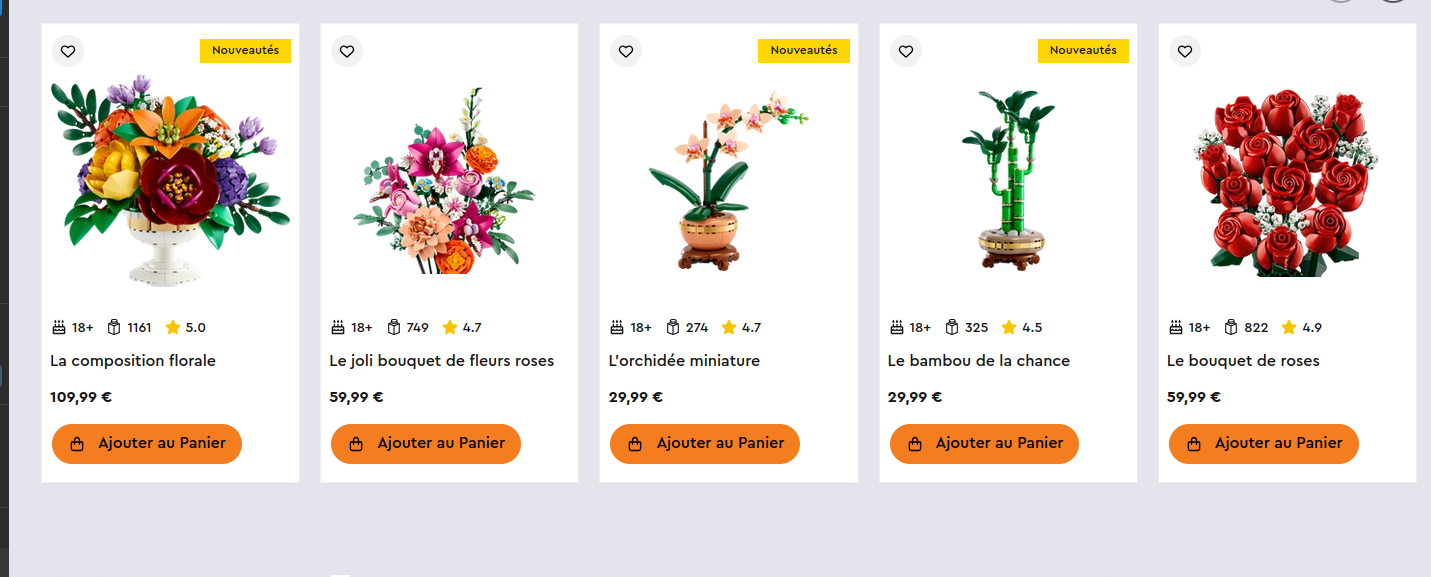 Nouveautés
18+ 1161 5.0
La composition florale
109,99 €
Ajouter au Panier
18+ 749 4.7
Le joli bouquet de fleurs roses
59,99 €
Ajouter au Panier
Nouveautés
18+ 274 4.7
L'orchidée miniature
29,99 €
Ajouter au Panier
Nouveautés
18+ 325 4.5
Le bambou de la chance
29,99 €
Ajouter au Panier
18+ 822 4.9
Le bouquet de roses
59,99 €
Ajouter au Panier